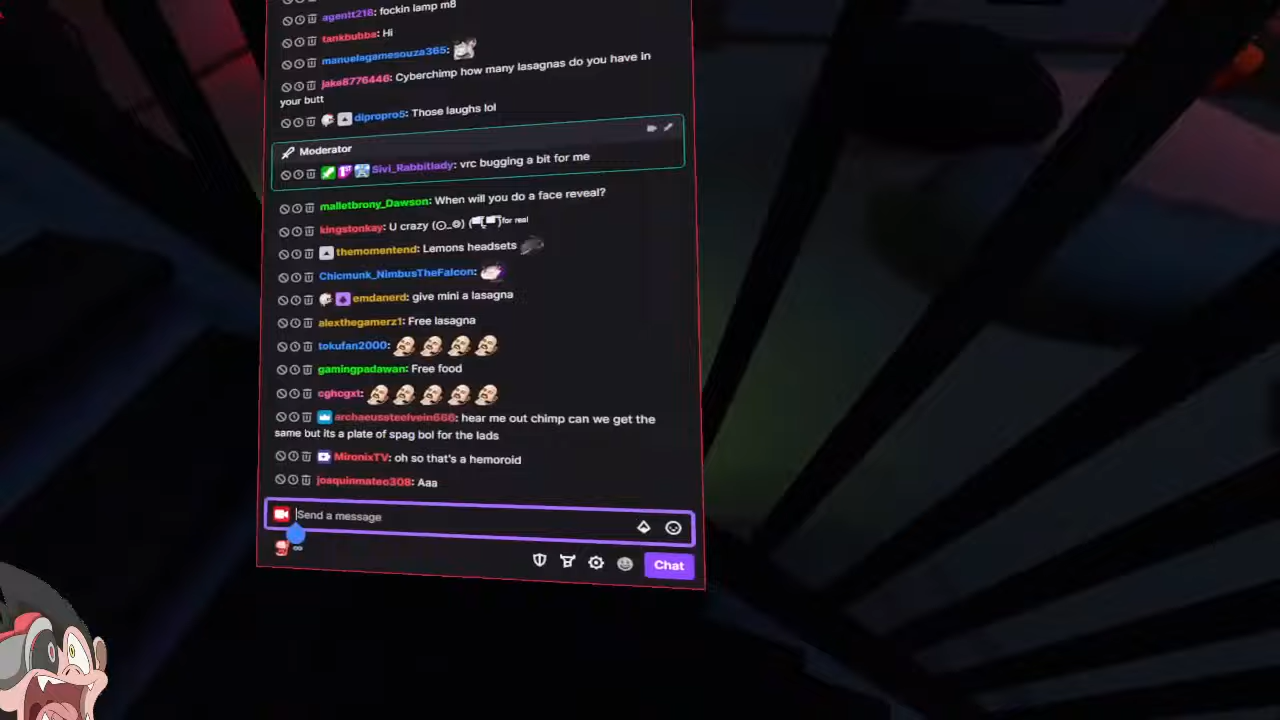 agentt218: fockin lamp m8
tankbubba: Hi
manuelagamesouza365:
jake8776446: Cyberchimp how many lasagnas do you have in
your butt
dipropro5: Those laughs lol
Moderator
Sivi_Rabbitlady: vrc bugging a bit for me
malletbrony_Dawson: When will you do a face reveal?
kingstonkay: U crazy (⊙_⊚) for real
themomentend: Lemons headsets
Chicmunk_NimbusTheFalcon:
emdanerd: give mini a lasagna
alexthegamerz1: Free lasagna
tokufan2000:
gamingpadawan: Free food
cghcgxt:
archaeussteelvein666: hear me out chimp can we get the
same but its a plate of spag bol for the lads
MironixTV: oh so that's a hemoroid
joaquinmateo308: Aaa
Send a message
Chat